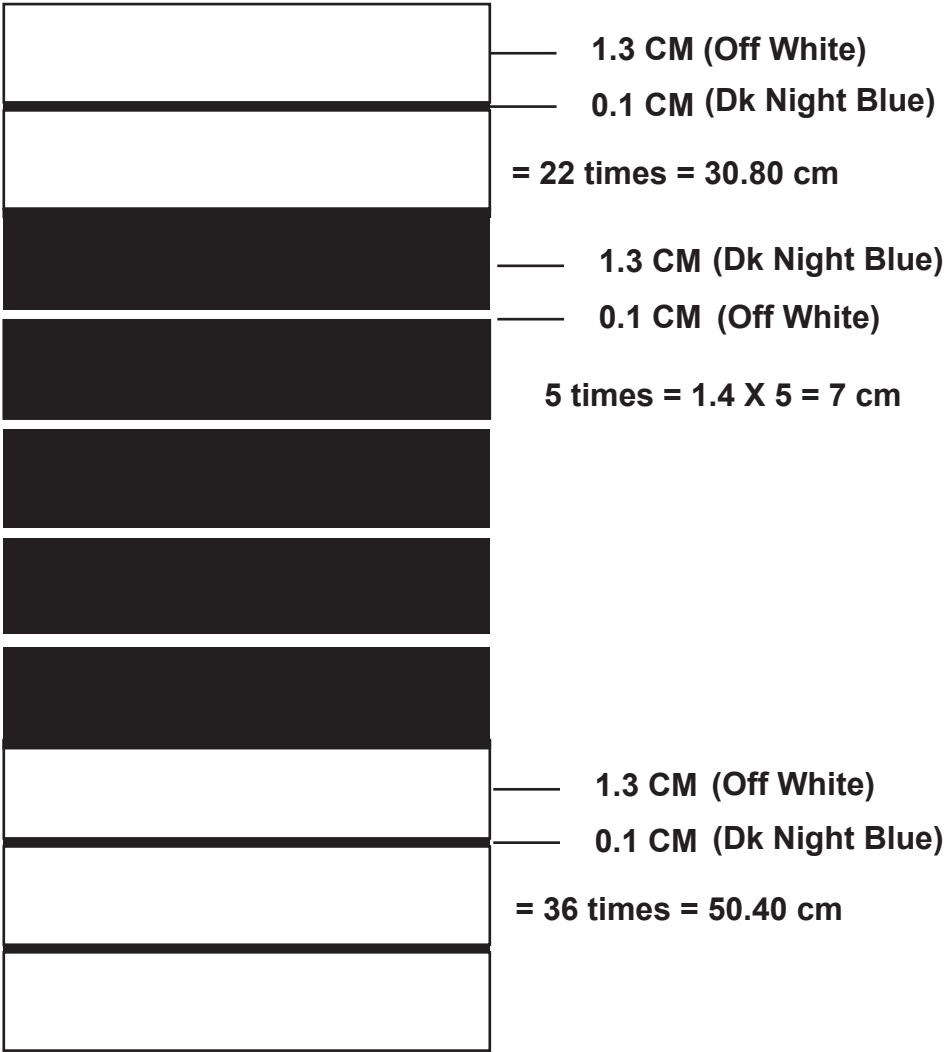 1.3 CM (Off White)
0.1 CM (Dk Night Blue)
= 22 times = 30.80 cm
1.3 CM (Dk Night Blue)
0.1 CM (Off White)
5 times = 1.4 X 5 = 7 cm
1.3 CM (Off White)
0.1 CM (Dk Night Blue)
= 36 times = 50.40 cm